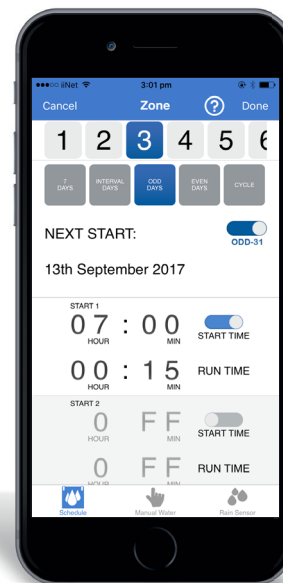 iiNet 3:01 pm
Cancel Zone ? Done
1 2 3 4 5 6
7 DAYS INTERVAL DAYS ODD DAYS EVEN DAYS CYCLE
NEXT START:
ODD-31
13th September 2017
START 1
07 : 00 START TIME
HOUR MIN
00 : 15 RUN TIME
HOUR MIN
START 2
0 FF START TIME
HOUR MIN
0 FF RUN TIME
HOUR MIN
Schedule Manual Water Rain Sensor